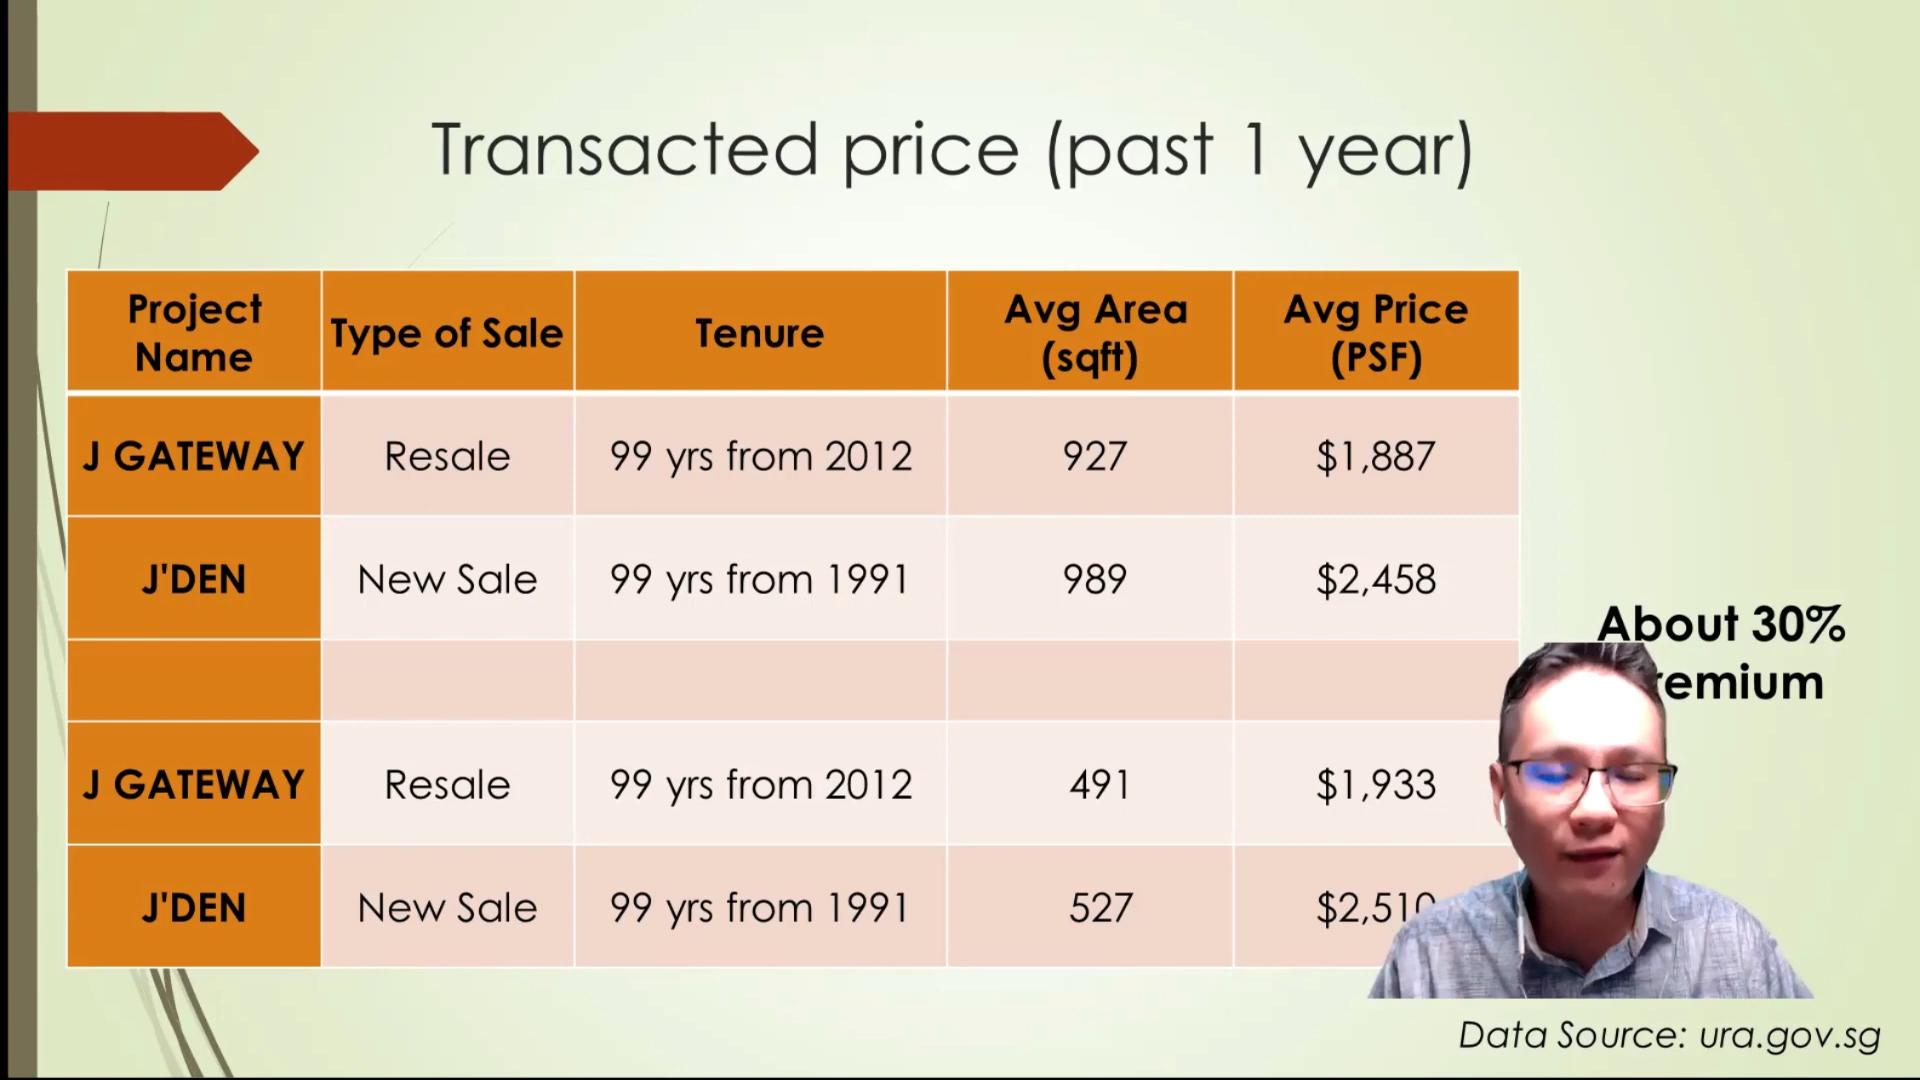 Transacted price (past 1 year)
Project Name Type of Sale Tenure Avg Area (sqft) Avg Price (PSF)
J GATEWAY Resale 99 yrs from 2012 927 $1,887
J'DEN New Sale 99 yrs from 1991 989 $2,458
About 30%
J GATEWAY Resale 99 yrs from 2012 491 $1,933
J'DEN New Sale 99 yrs from 1991 527 $2,510
Data Source: ura.gov.sg